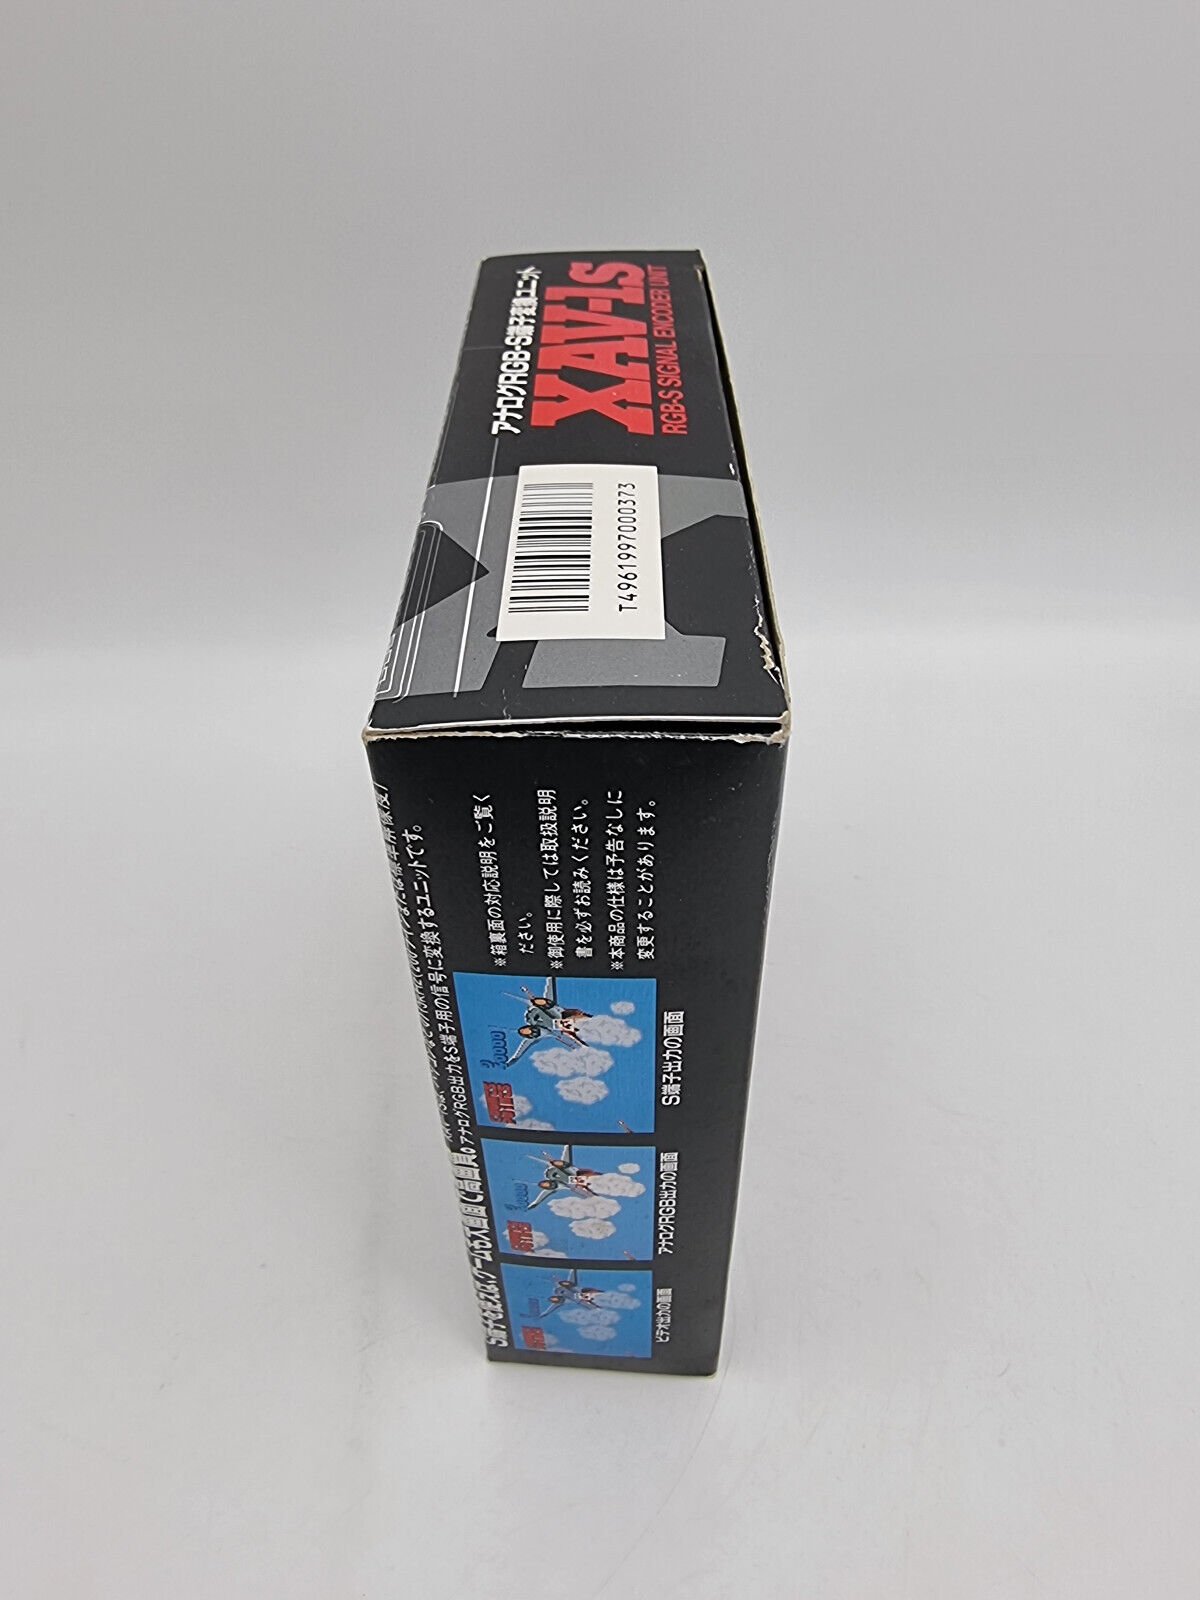 アナログRGB-S端子変換ユニット
XAV-1s
RGB-S SIGNAL ENCODER UNIT
T4961997000373
アナログRGB出力をS端子用の信号に変換するユニットです。
※箱裏面の対応説明をご覧く
ださい。
※御使用に際しては取扱説明
書を必ずお読みください。
※本商品の仕様は予告なしに
変更することがあります。
S端子出力の画面
アナログRGB出力の画面
ビデオ出力の画面